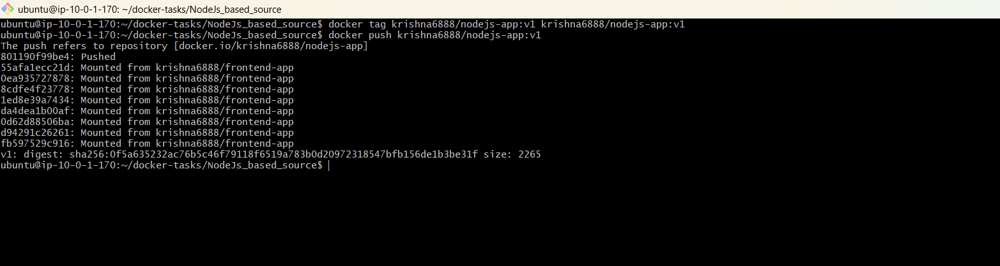 ubuntu@ip-10-0-1-170: ~/docker-tasks/NodeJs_based_source
ubuntu@ip-10-0-1-170:~/docker-tasks/NodeJs_based_source$ docker tag krishna6888/nodejs-app:v1 krishna6888/nodejs-app:v1
ubuntu@ip-10-0-1-170:~/docker-tasks/NodeJs_based_source$ docker push krishna6888/nodejs-app:v1
The push refers to repository [docker.io/krishna6888/nodejs-app]
801190f99be4: Pushed
55afa1ecc21d: Mounted from krishna6888/frontend-app
0ea935727878: Mounted from krishna6888/frontend-app
8cdfe4f23778: Mounted from krishna6888/frontend-app
1ed8e39a7434: Mounted from krishna6888/frontend-app
da4dea1b00af: Mounted from krishna6888/frontend-app
0d62d88506ba: Mounted from krishna6888/frontend-app
d94291c26261: Mounted from krishna6888/frontend-app
fb597529c916: Mounted from krishna6888/frontend-app
v1: digest: sha256:0f5a635232ac76b5c46f79118f6519a783b0d20972318547bfb156de1b3be31f size: 2265
ubuntu@ip-10-0-1-170:~/docker-tasks/NodeJs_based_source$